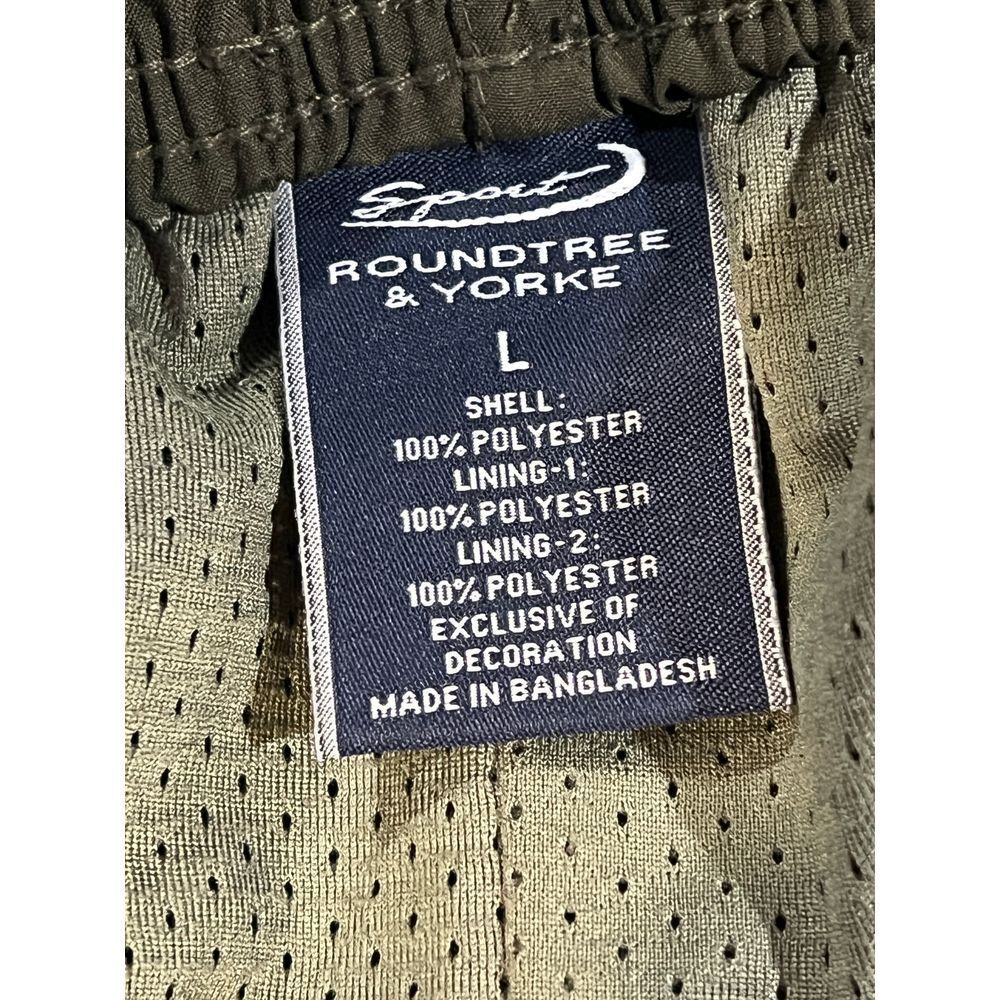 Sport
ROUNDTREE
& YORKE
L
SHELL:
100% POLYESTER
LINING-1:
100% POLYESTER
LINING-2:
100% POLYESTER
EXCLUSIVE OF
DECORATION
MADE IN BANGLADESH